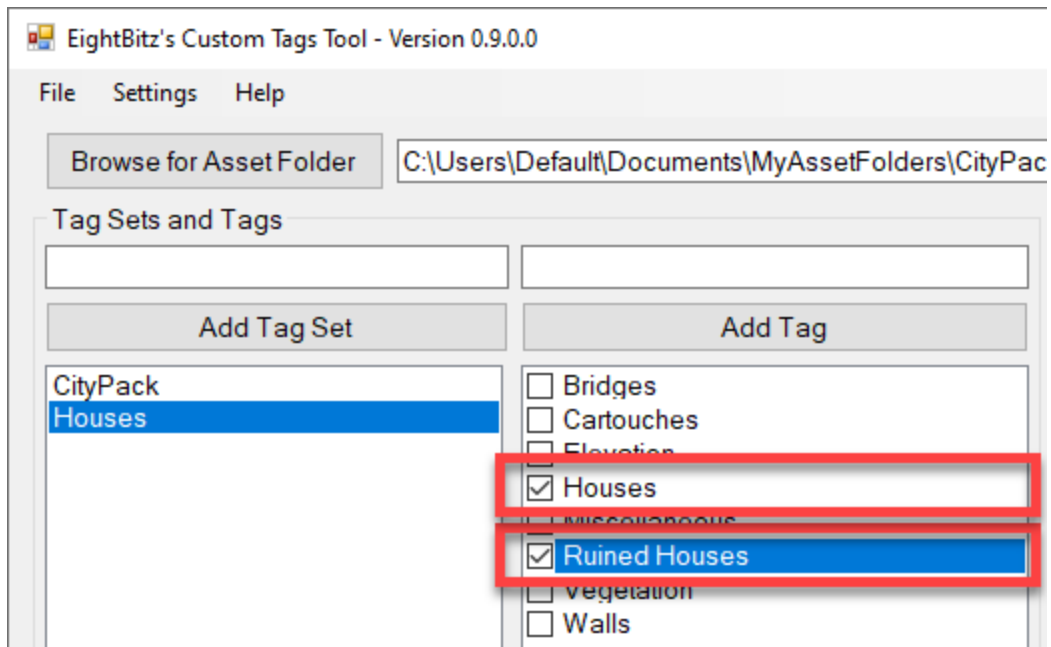 EightBitz's Custom Tags Tool - Version 0.9.0.0
File Settings Help
Browse for Asset Folder C:\Users\Default\Documents\MyAssetFolders\CityPac
Tag Sets and Tags
Add Tag Set Add Tag
CityPack
Houses
Bridges
Cartouches
Elevation
Houses
Miscellaneous
Ruined Houses
Vegetation
Walls